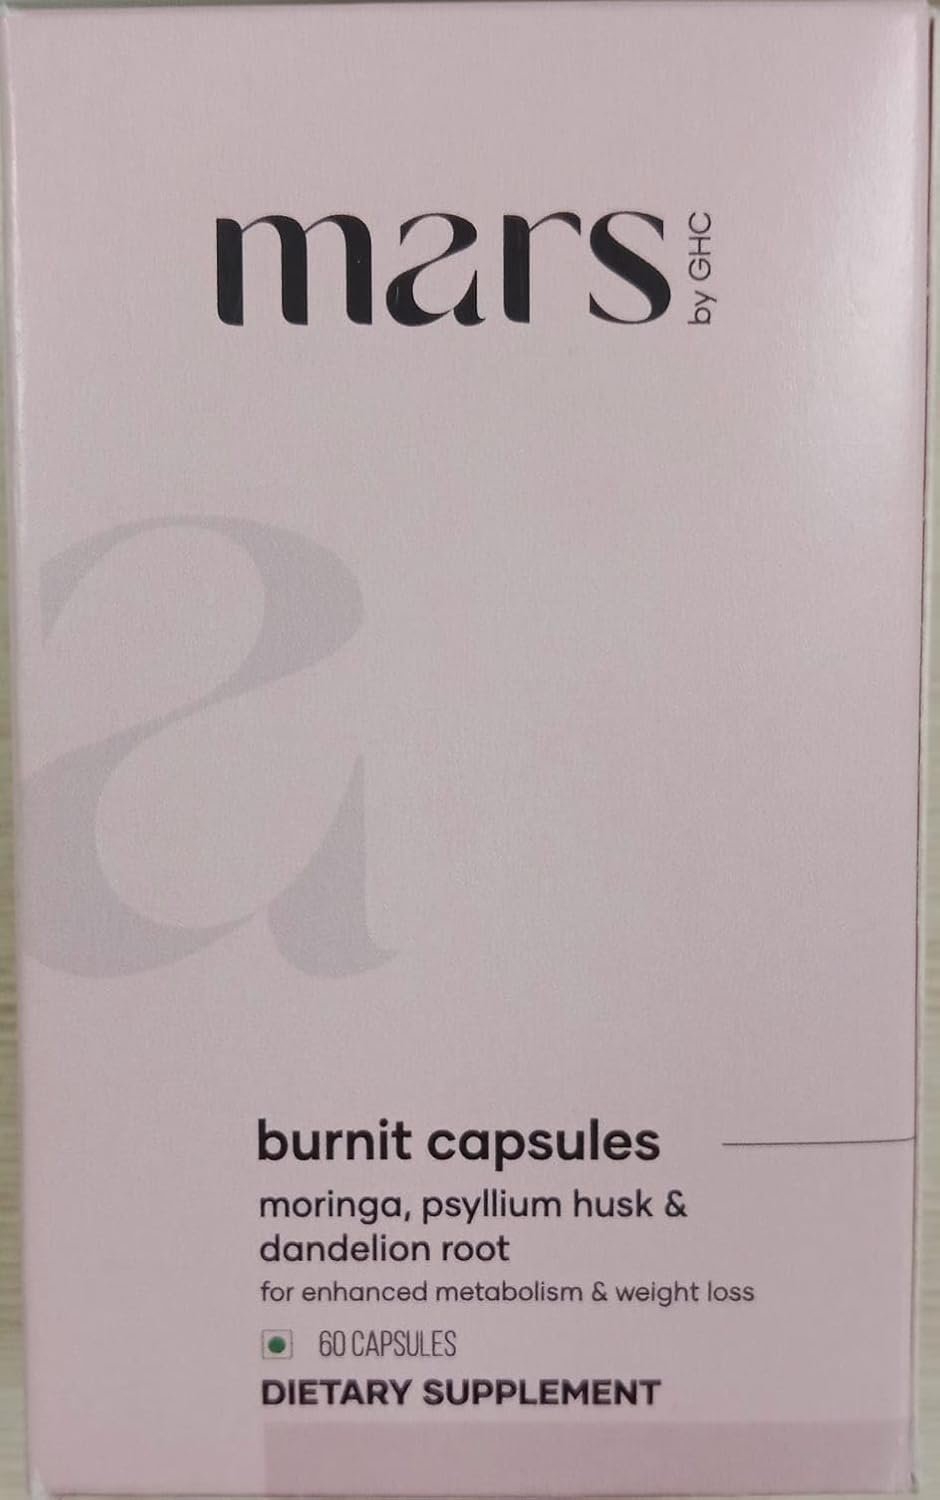 mars
by GHC
a
burnit capsules
moringa, psyllium husk &
dandelion root
for enhanced metabolism & weight loss
60 CAPSULES
DIETARY SUPPLEMENT